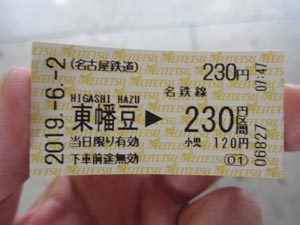 2019.-6.-2
(名古屋鉄道)
230円
HIGASHI HAZU
名鉄線
東幡豆▶230円区間
当日限り有効
小児 120円
下車前途無効
01
06827 07:47
MEITETSU